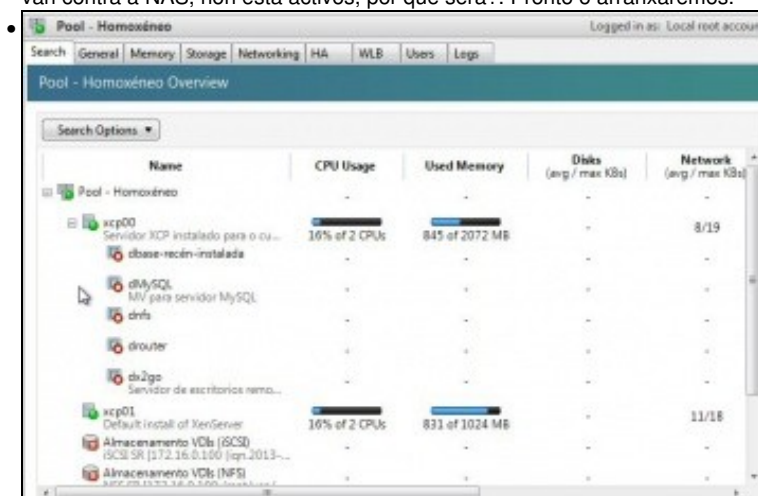 van contra a NAS, non está activos, por que será?. Pronto o arranxaremos.
Pool - Homoxéneo
Logged in as: Local root accoun
Search General Memory Storage Networking HA WLB Users Logs
Pool - Homoxéneo Overview
Search Options
Name CPU Usage Used Memory Disks (avg / max KBs) Network (avg / max KBs)
Pool - Homoxéneo - - - -
xcp00
Servidor XCP instalado para o cu... 16% of 2 CPUs 845 of 2072 MB - 8/19
dbase-recén-instalada - - - -
dMySQL
MV para servidor MySQL - - - -
dnfs - - - -
drouter - - - -
dx2go
Servidor de escritorios remo... - - - -
xcp01
Default install of XenServer 16% of 2 CPUs 831 of 1024 MB - 11/18
Almacenamento VDIs (iSCSI)
iSCSI SR [172.16.0.100 (iqn.2013-... - - - -
Almacenamento VDIs (NFS) - - - -